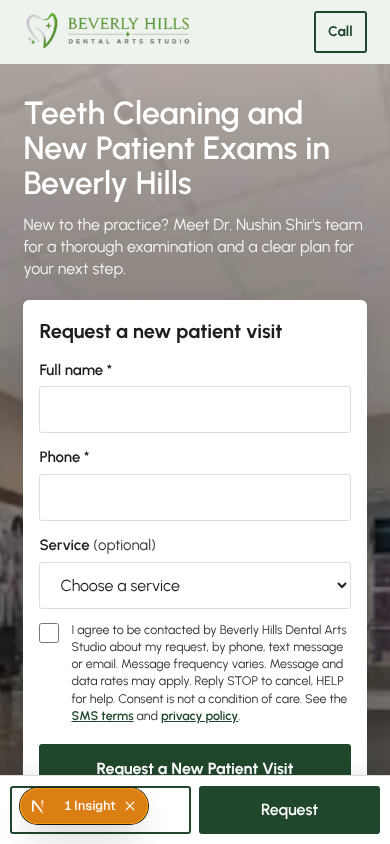 BEVERLY HILLS
DENTAL ARTS STUDIO
Call
Teeth Cleaning and
New Patient Exams in
Beverly Hills
New to the practice? Meet Dr. Nushin Shir's team
for a thorough examination and a clear plan for
your next step.
Request a new patient visit
Full name *
Phone *
Service (optional)
Choose a service
I agree to be contacted by Beverly Hills Dental Arts
Studio about my request, by phone, text message
or email. Message frequency varies. Message and
data rates may apply. Reply STOP to cancel, HELP
for help. Consent is not a condition of care. See the
SMS terms and privacy policy.
Request a New Patient Visit
N 1 Insight
Request